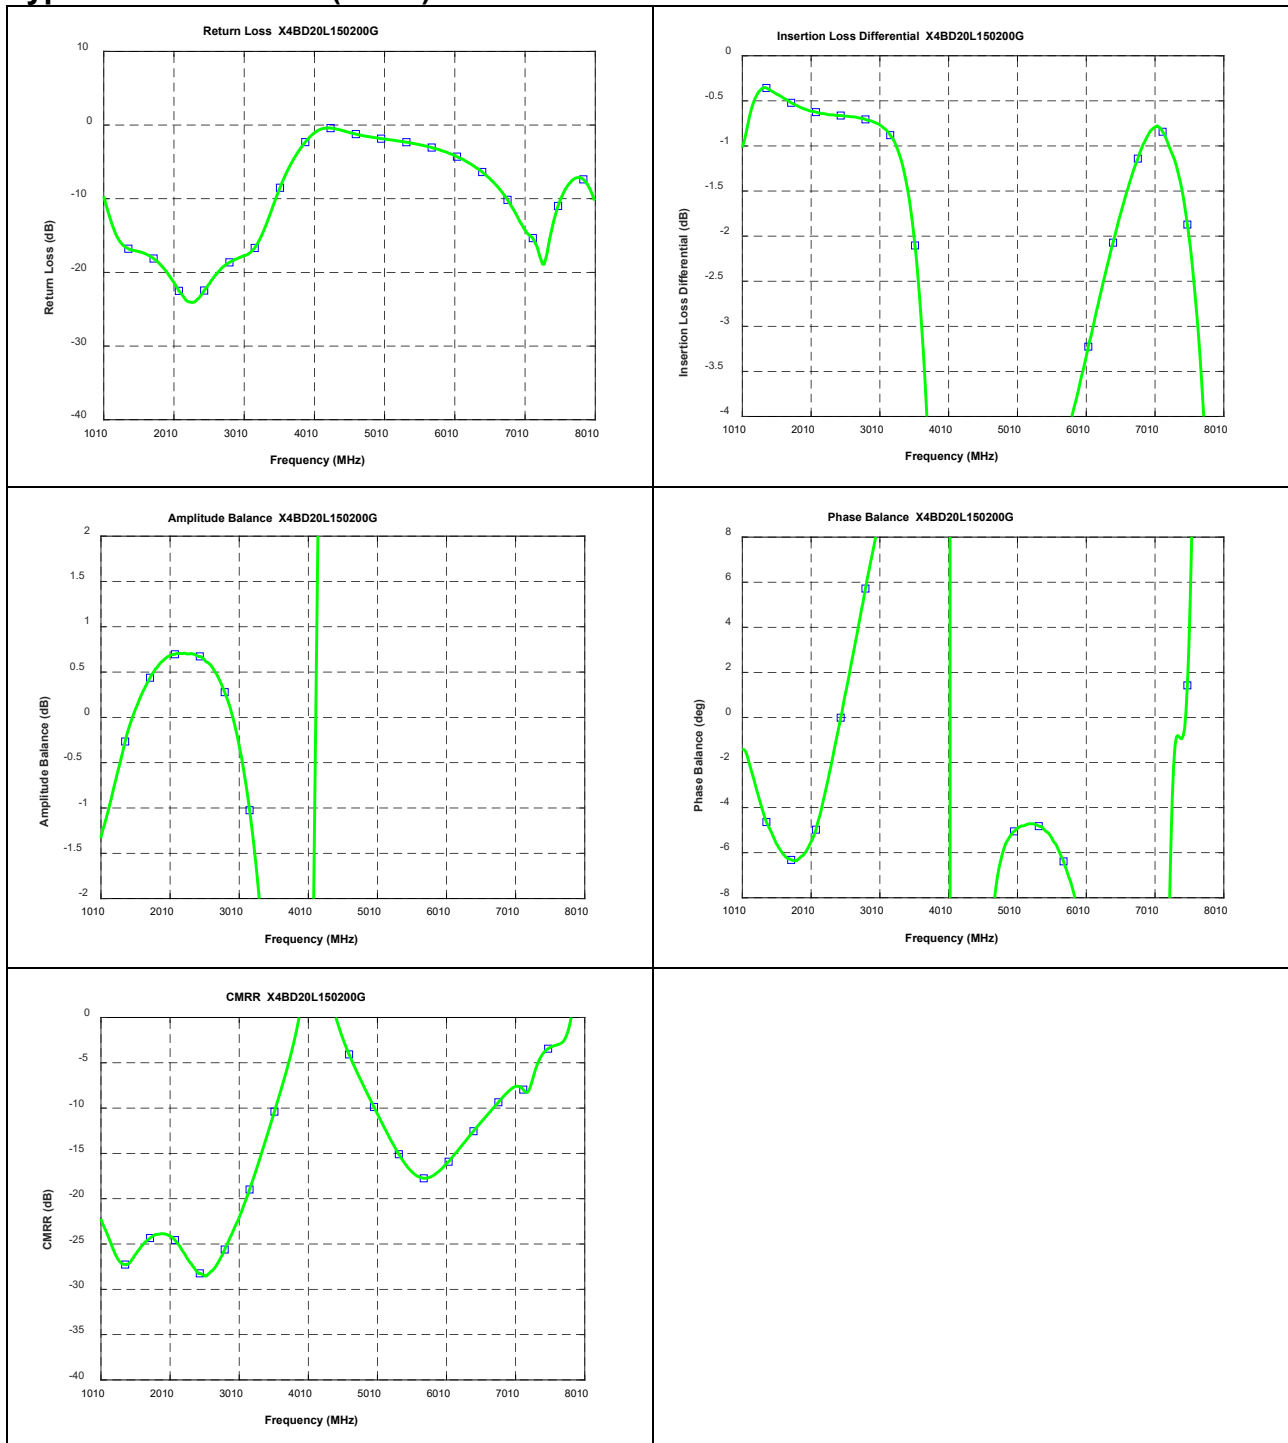 Return Loss X4BD20L150200G
10
0
-10
-20
-30
-40
Return Loss (dB)
1010 2010 3010 4010 5010 6010 7010 8010
Frequency (MHz)
Insertion Loss Differential X4BD20L150200G
0
-0.5
-1
-1.5
-2
-2.5
-3
-3.5
-4
Insertion Loss Differential (dB)
1010 2010 3010 4010 5010 6010 7010 8010
Frequency (MHz)
Amplitude Balance X4BD20L150200G
2
1.5
1
0.5
0
-0.5
-1
-1.5
-2
Amplitude Balance (dB)
1010 2010 3010 4010 5010 6010 7010 8010
Frequency (MHz)
Phase Balance X4BD20L150200G
8
6
4
2
0
-2
-4
-6
-8
Phase Balance (deg)
1010 2010 3010 4010 5010 6010 7010 8010
Frequency (MHz)
CMRR X4BD20L150200G
0
-5
-10
-15
-20
-25
-30
-35
-40
CMRR (dB)
1010 2010 3010 4010 5010 6010 7010 8010
Frequency (MHz)